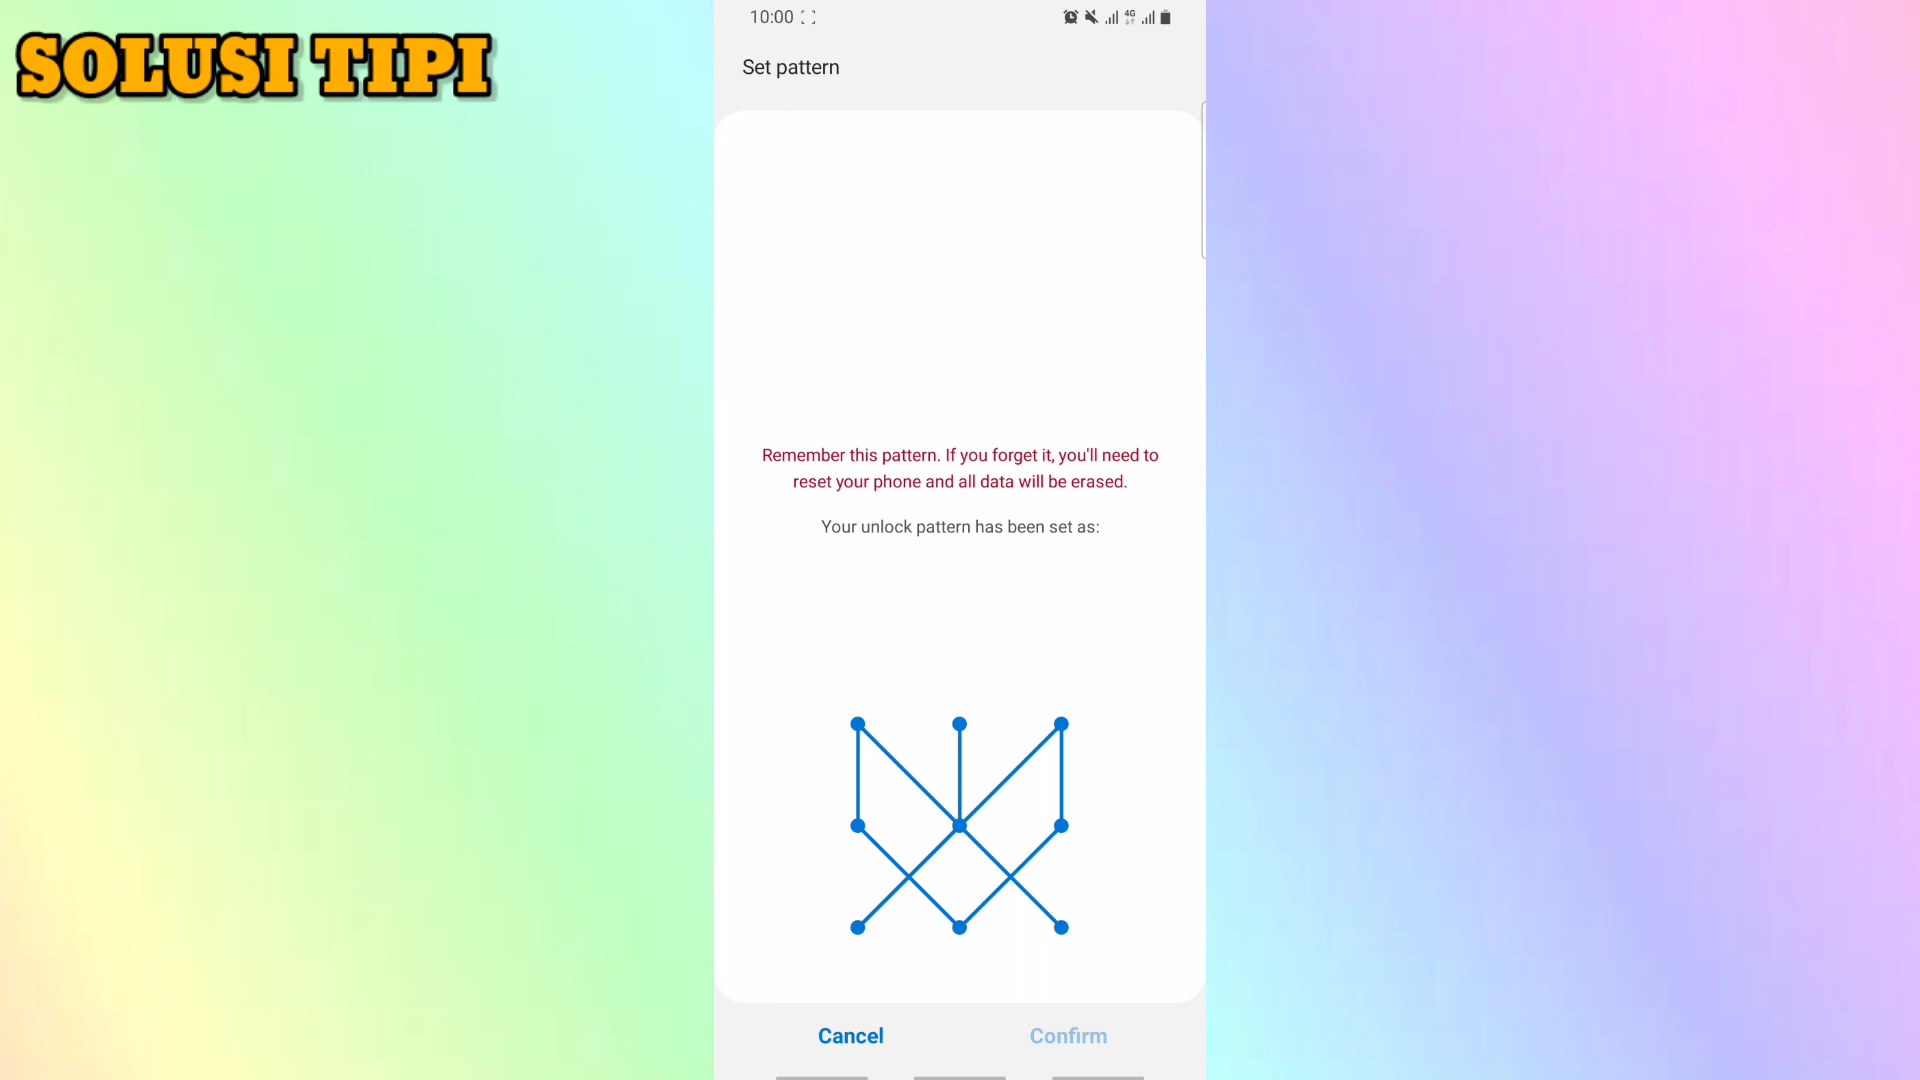 SOLUSI TIPI
10:00
4G
Set pattern
Remember this pattern. If you forget it, you'll need to
reset your phone and all data will be erased.
Your unlock pattern has been set as:
Cancel
Confirm